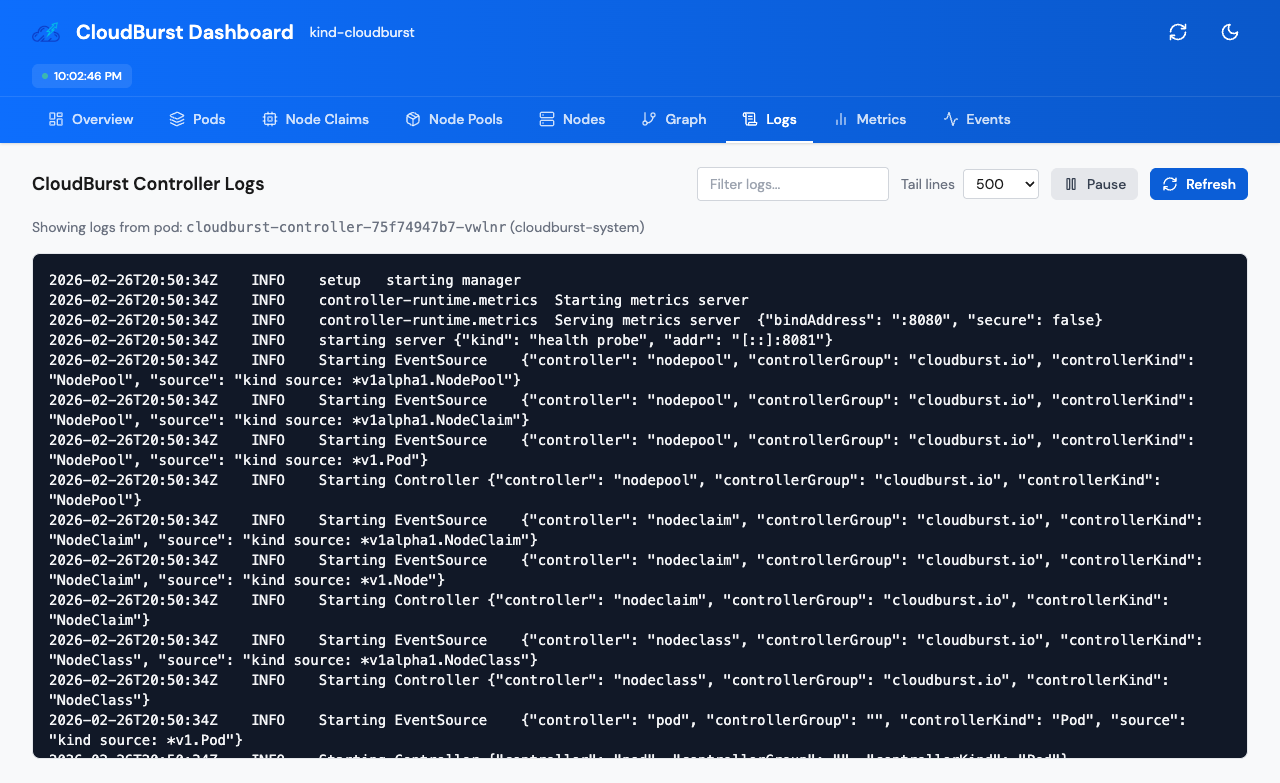 CloudBurst Dashboard kind-cloudburst
10:02:46 PM
Overview Pods Node Claims Node Pools Nodes Graph Logs Metrics Events
CloudBurst Controller Logs Filter logs... Tail lines 500 Pause Refresh
Showing logs from pod: cloudburst-controller-75f74947b7-vwlnr (cloudburst-system)
2026-02-26T20:50:34Z    INFO    setup   starting manager
2026-02-26T20:50:34Z    INFO    controller-runtime.metrics  Starting metrics server
2026-02-26T20:50:34Z    INFO    controller-runtime.metrics  Serving metrics server  {"bindAddress": ":8080", "secure": false}
2026-02-26T20:50:34Z    INFO    starting server {"kind": "health probe", "addr": "[::]:8081"}
2026-02-26T20:50:34Z    INFO    Starting EventSource    {"controller": "nodepool", "controllerGroup": "cloudburst.io", "controllerKind":
"NodePool", "source": "kind source: *v1alpha1.NodePool"}
2026-02-26T20:50:34Z    INFO    Starting EventSource    {"controller": "nodepool", "controllerGroup": "cloudburst.io", "controllerKind":
"NodePool", "source": "kind source: *v1alpha1.NodeClaim"}
2026-02-26T20:50:34Z    INFO    Starting EventSource    {"controller": "nodepool", "controllerGroup": "cloudburst.io", "controllerKind":
"NodePool", "source": "kind source: *v1.Pod"}
2026-02-26T20:50:34Z    INFO    Starting Controller {"controller": "nodepool", "controllerGroup": "cloudburst.io", "controllerKind":
"NodePool"}
2026-02-26T20:50:34Z    INFO    Starting EventSource    {"controller": "nodeclaim", "controllerGroup": "cloudburst.io", "controllerKind":
"NodeClaim", "source": "kind source: *v1alpha1.NodeClaim"}
2026-02-26T20:50:34Z    INFO    Starting EventSource    {"controller": "nodeclaim", "controllerGroup": "cloudburst.io", "controllerKind":
"NodeClaim", "source": "kind source: *v1.Node"}
2026-02-26T20:50:34Z    INFO    Starting Controller {"controller": "nodeclaim", "controllerGroup": "cloudburst.io", "controllerKind":
"NodeClaim"}
2026-02-26T20:50:34Z    INFO    Starting EventSource    {"controller": "nodeclass", "controllerGroup": "cloudburst.io", "controllerKind":
"NodeClass", "source": "kind source: *v1alpha1.NodeClass"}
2026-02-26T20:50:34Z    INFO    Starting Controller {"controller": "nodeclass", "controllerGroup": "cloudburst.io", "controllerKind":
"NodeClass"}
2026-02-26T20:50:34Z    INFO    Starting EventSource    {"controller": "pod", "controllerGroup": "", "controllerKind": "Pod", "source":
"kind source: *v1.Pod"}
2026-02-26T20:50:34Z    INFO    Starting Controller {"controller": "pod", "controllerGroup": "", "controllerKind": "Pod"}